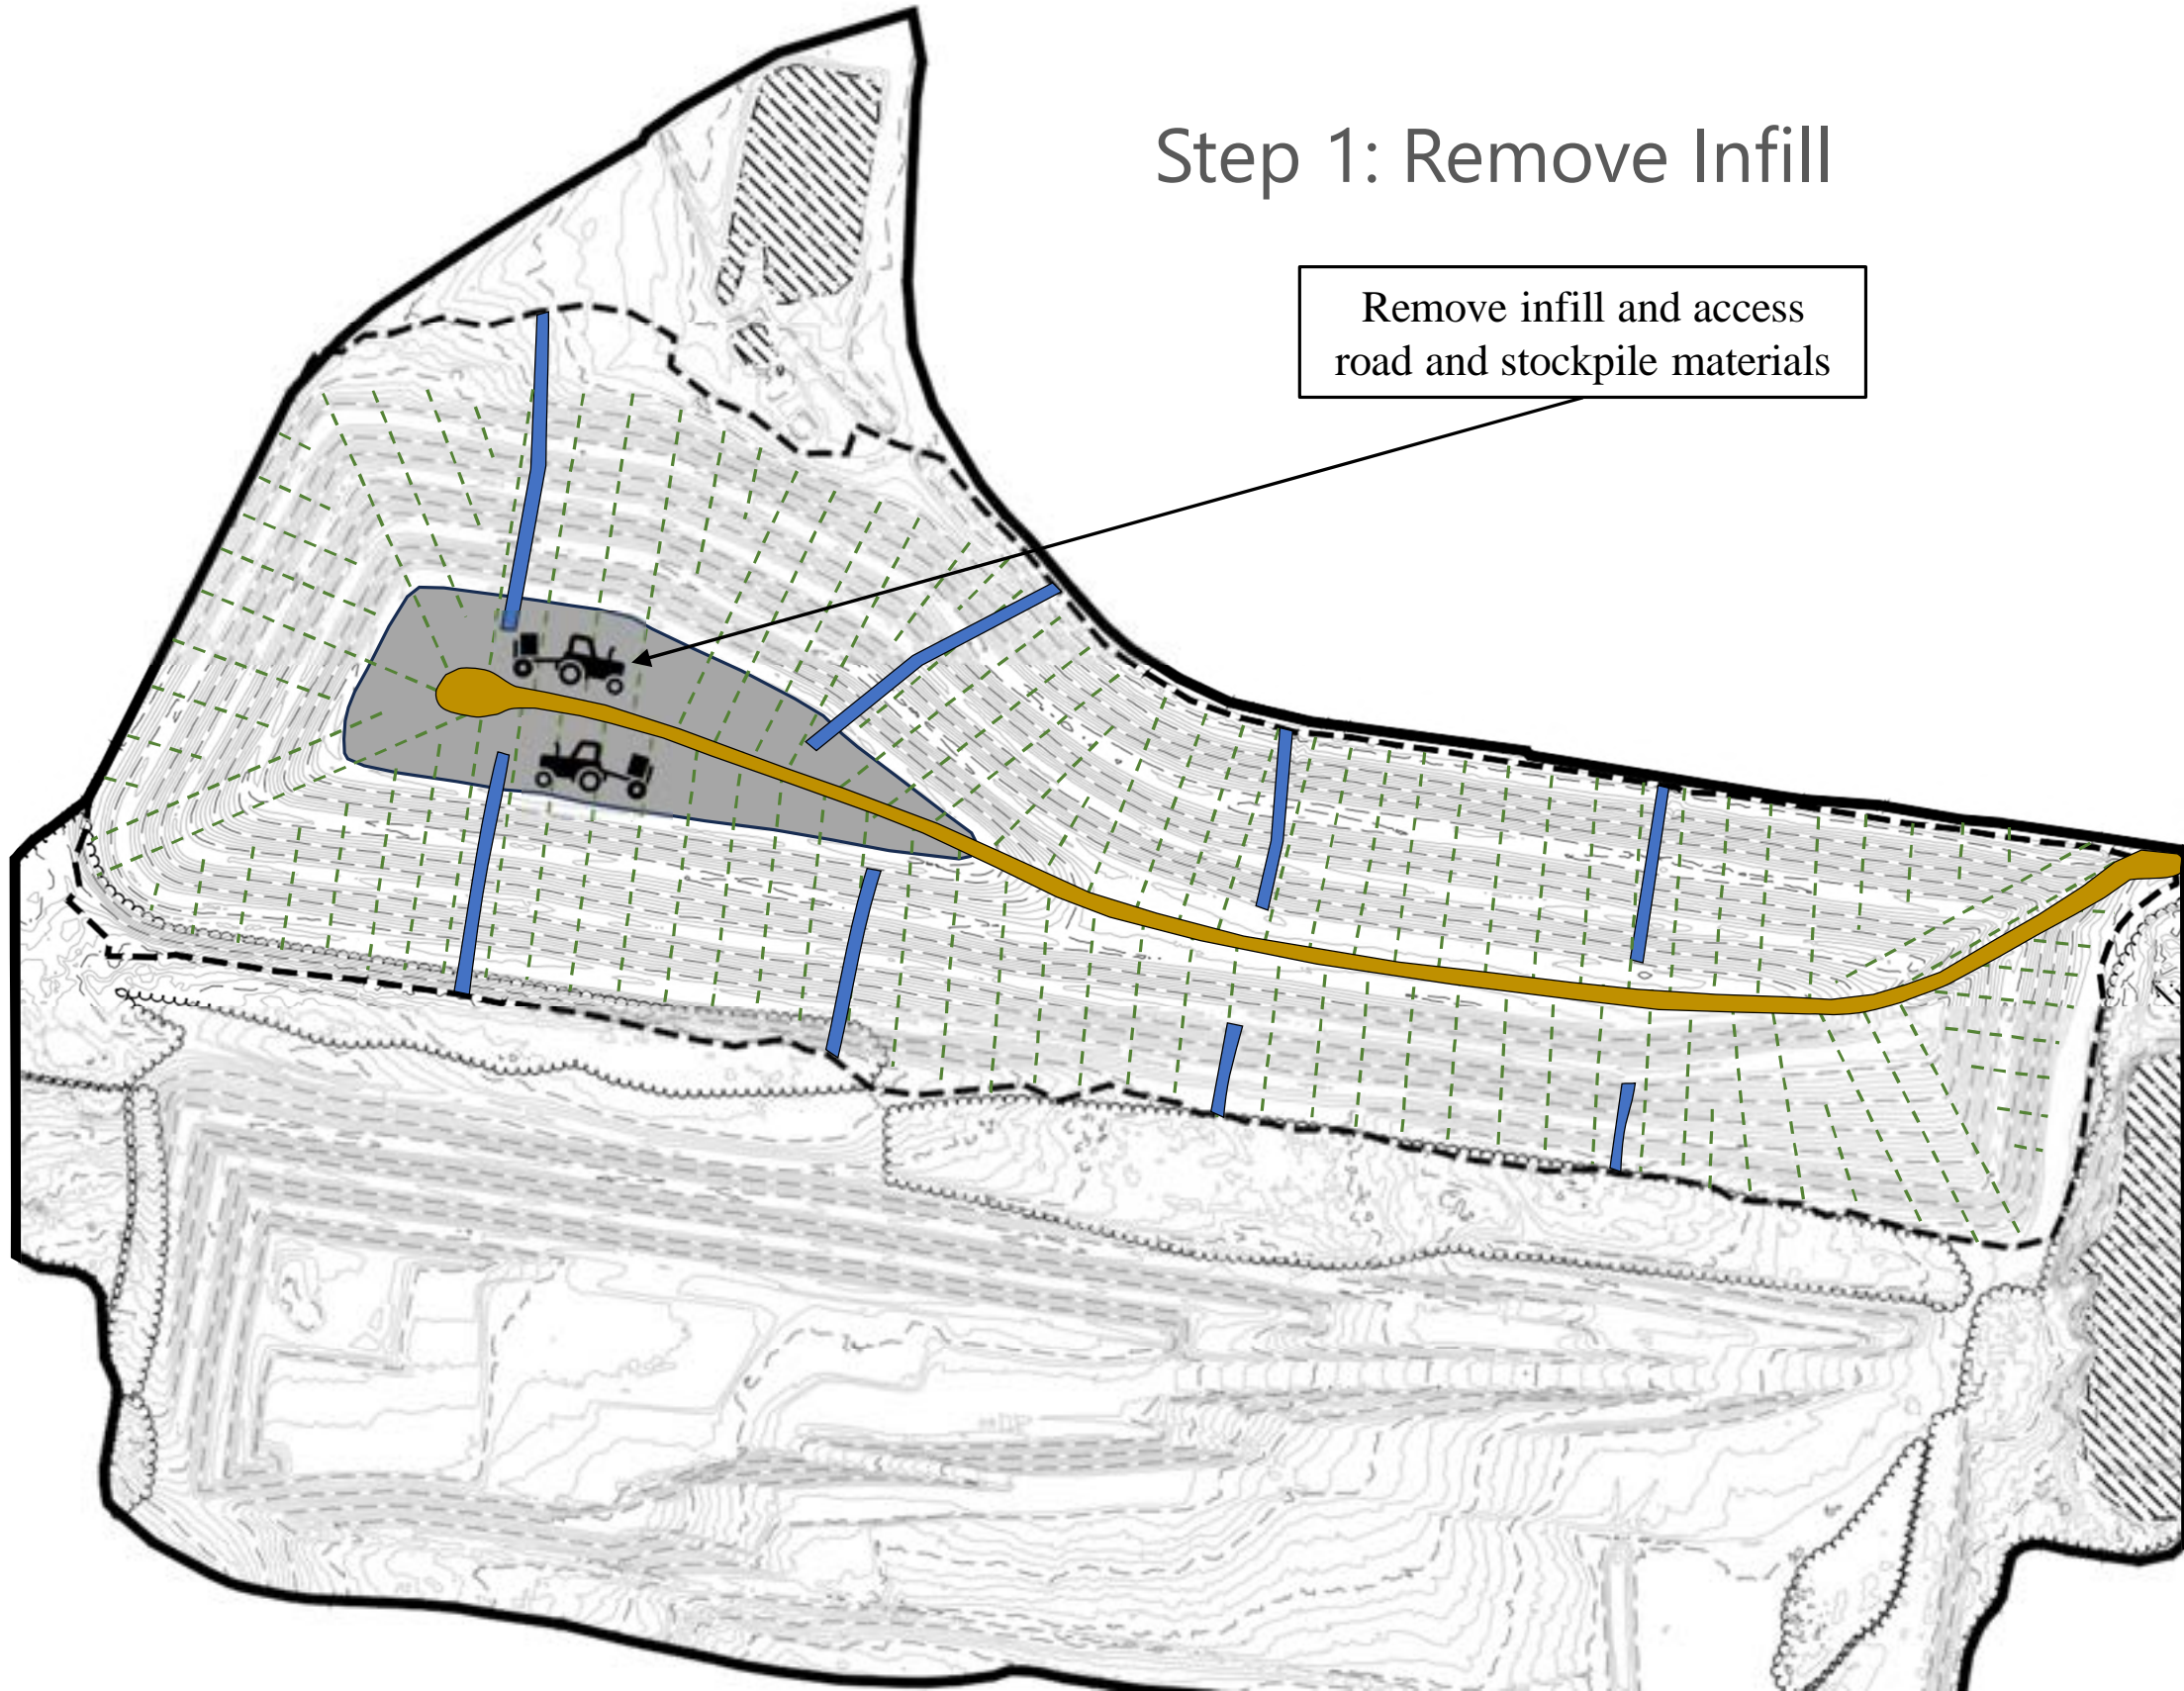 Step 1: Remove Infill
Remove infill and access
road and stockpile materials